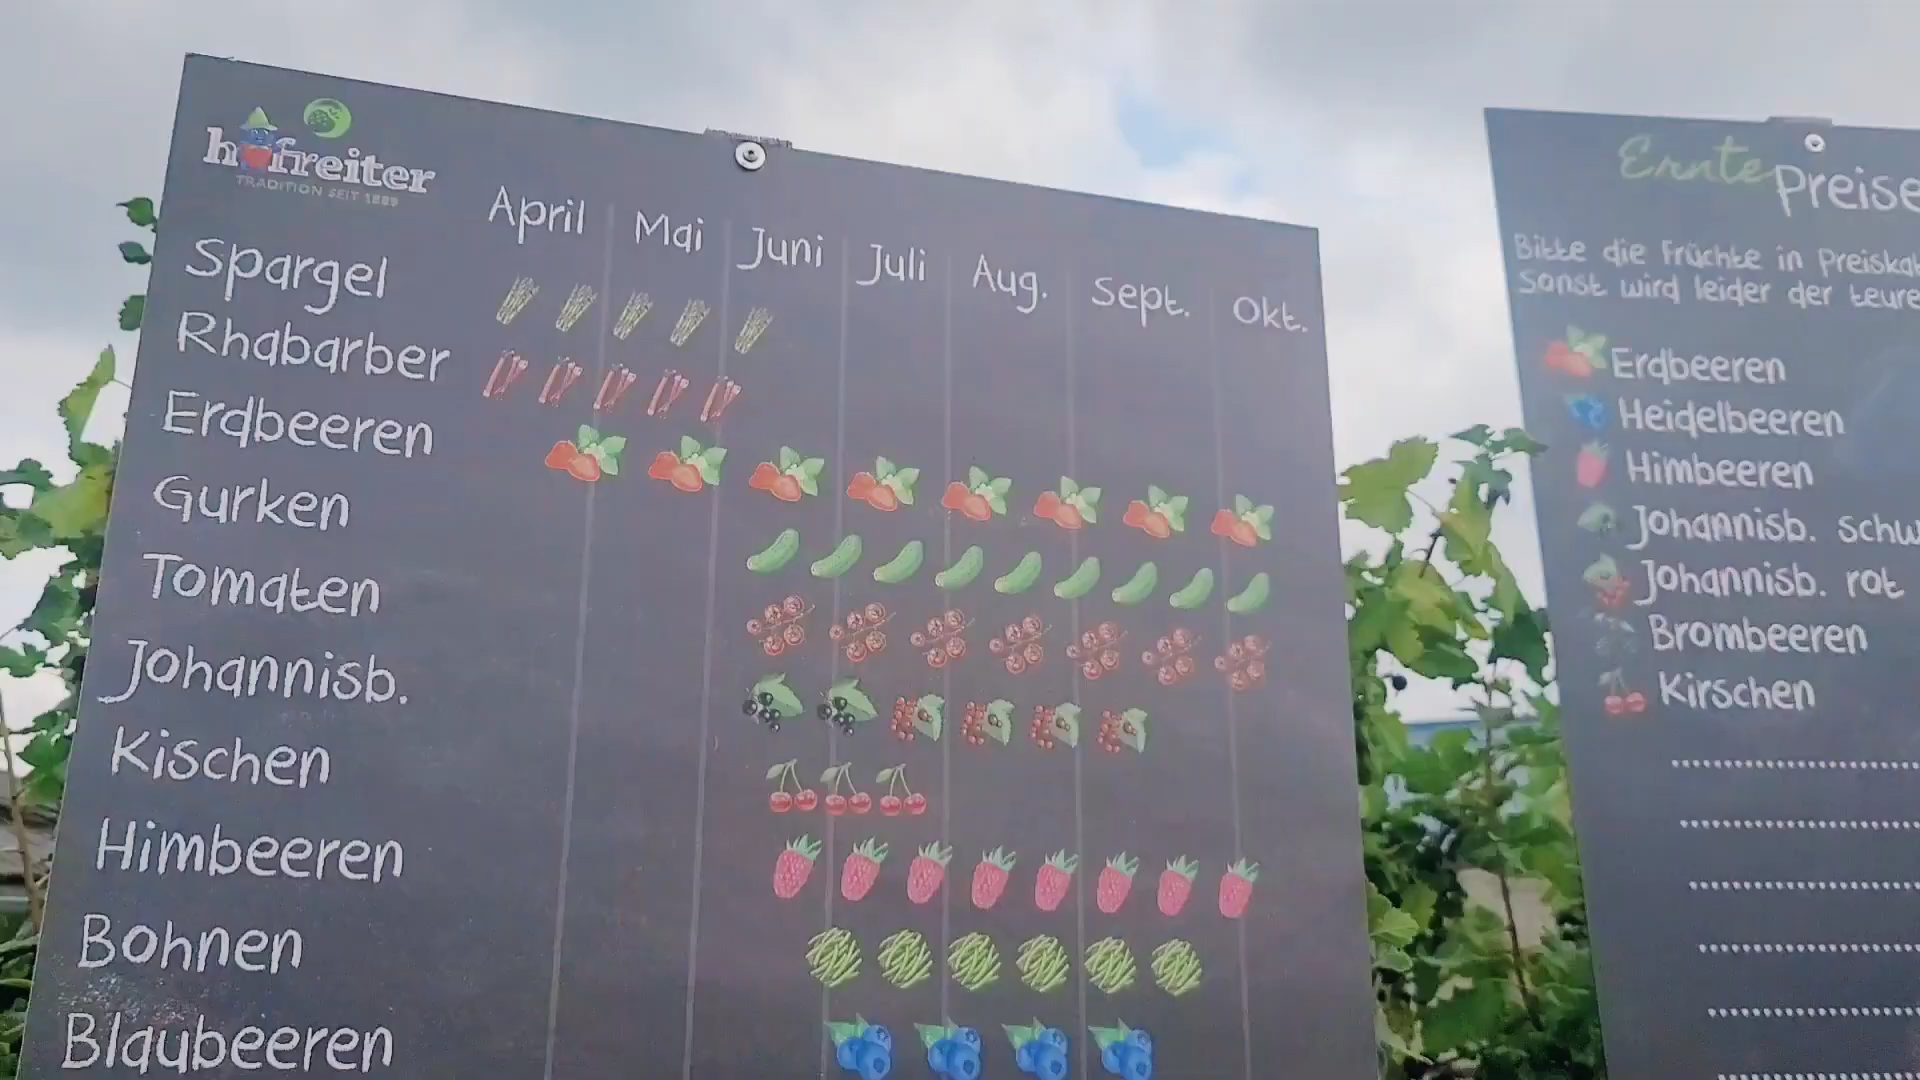 hofreiter
TRADITION SEIT 1889
April Mai Juni Juli Aug. Sept. Okt.
Spargel
Rhabarber
Erdbeeren
Gurken
Tomaten
Johannisb.
Kischen
Himbeeren
Bohnen
Blaubeeren
Ernte Preise
Bitte die Früchte in
Sonst wird leider der
Erdbeeren
Heidelbeeren
Himbeeren
Johannisb.
Johannisb. rot
Brombeeren
Kirschen